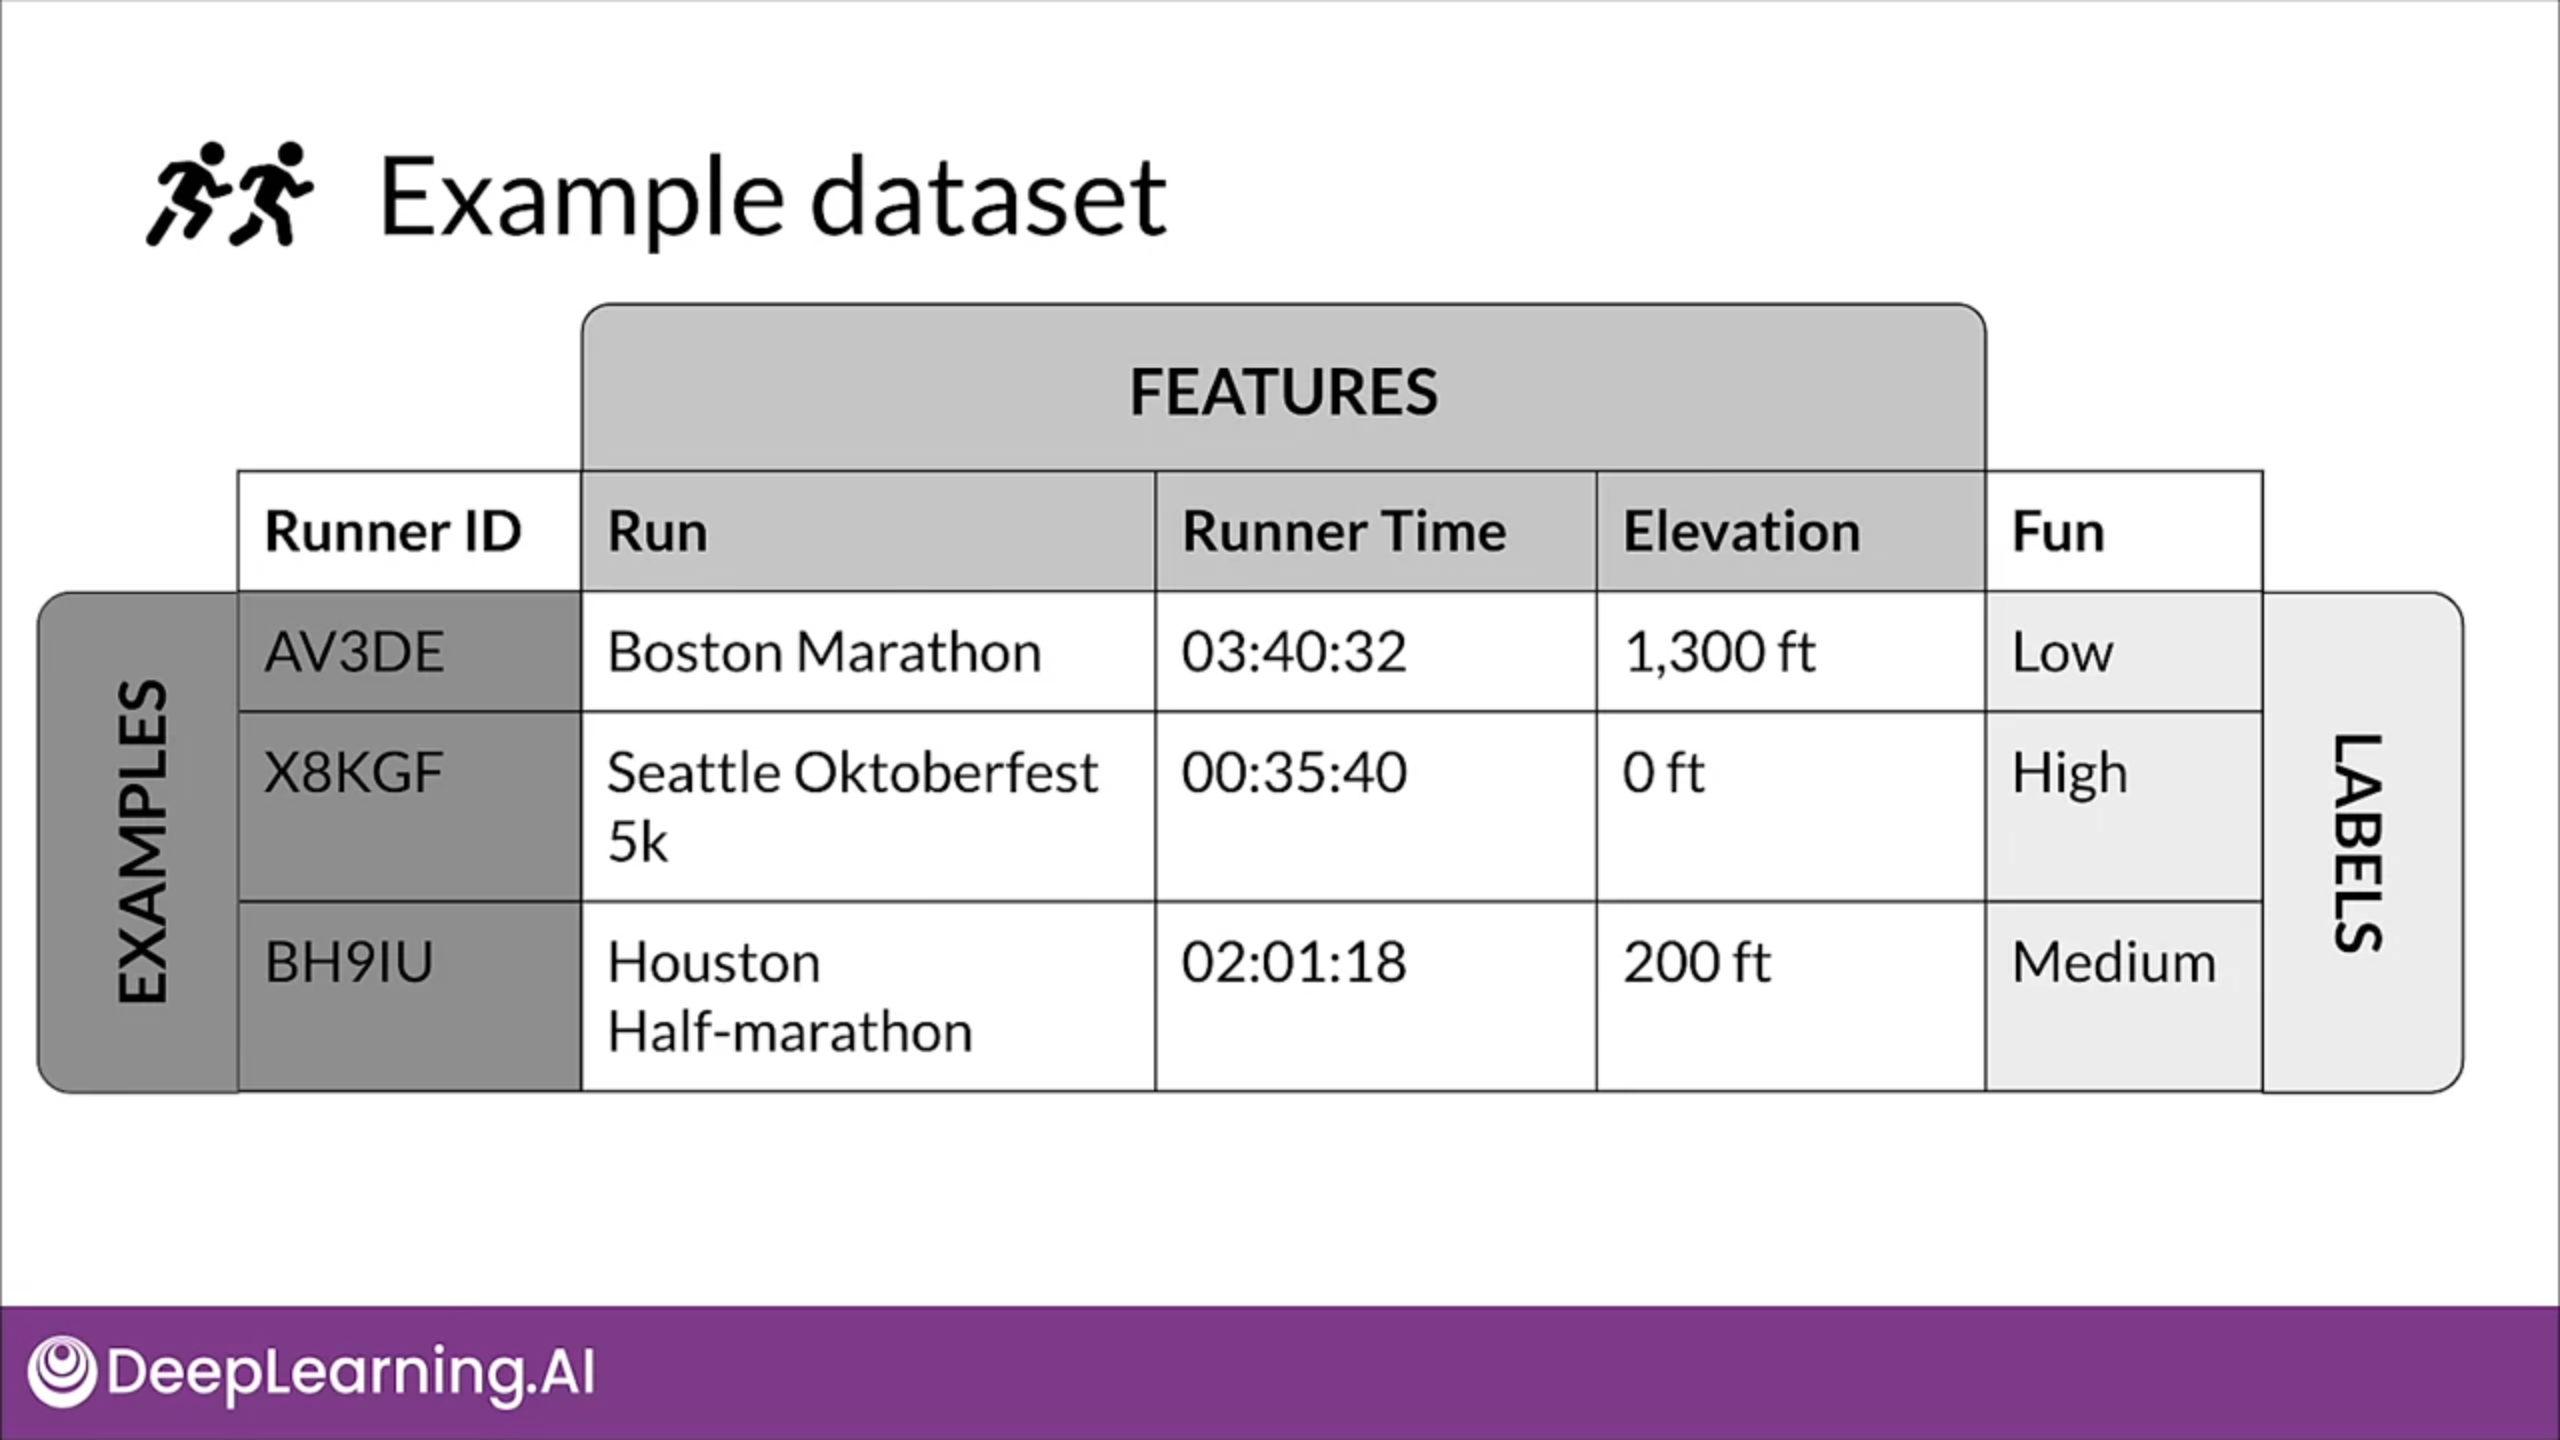 Example dataset
FEATURES
Runner ID Run Runner Time Elevation Fun
EXAMPLES
AV3DE Boston Marathon 03:40:32 1,300 ft Low
X8KGF Seattle Oktoberfest 00:35:40 0 ft High
5k
BH9IU Houston 02:01:18 200 ft Medium
Half-marathon
LABELS
DeepLearning.AI